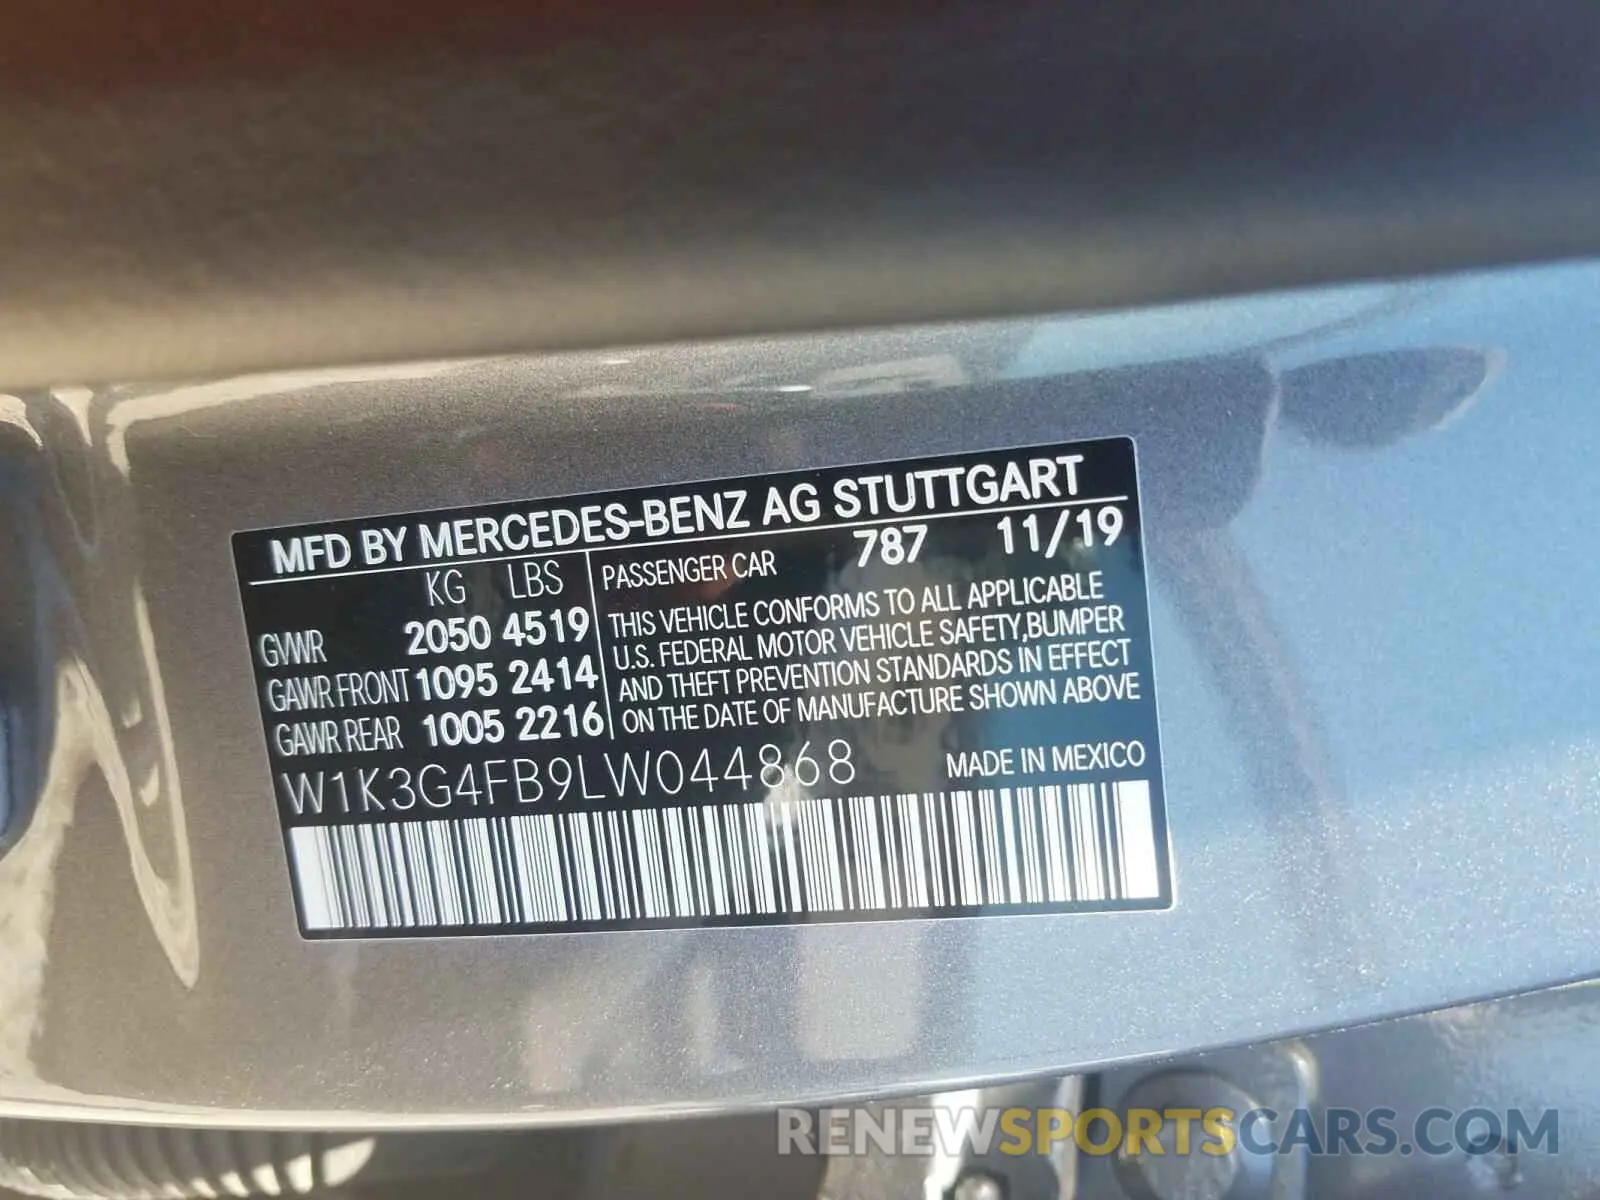 MFD BY MERCEDES-BENZ AG STUTTGART
KG LBS
GVWR 2050 4519
GAWR FRONT 1095 2414
GAWR REAR 1005 2216
PASSENGER CAR 787 11/19
THIS VEHICLE CONFORMS TO ALL APPLICABLE
U.S. FEDERAL MOTOR VEHICLE SAFETY,BUMPER
AND THEFT PREVENTION STANDARDS IN EFFECT
ON THE DATE OF MANUFACTURE SHOWN ABOVE
W1K3G4FB9LW044868 MADE IN MEXICO
RENEWSPORTSCARS.COM